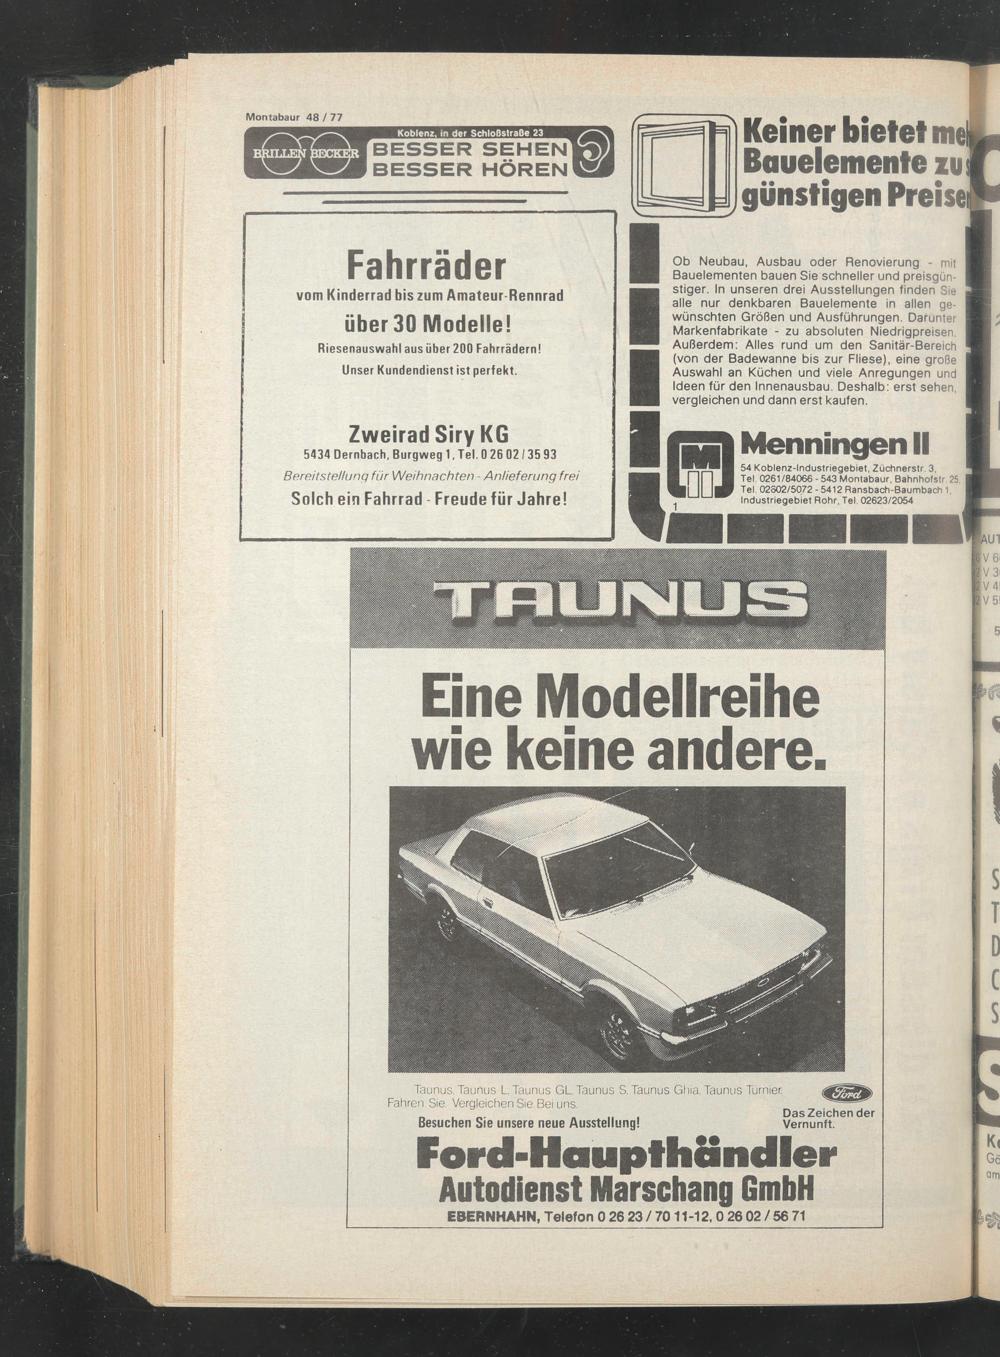 Montabaur 48 / 77
BRILLEN BECKER
Koblenz, in der Schloßstraße 23
BESSER SEHEN
BESSER HÖREN
Fahrräder
vom Kinderrad bis zum Amateur-Rennrad
über 30 Modelle!
Riesenauswahl aus über 200 Fahrrädern!
Unser Kundendienst ist perfekt.
Zweirad Siry KG
5434 Dernbach, Burgweg 1, Tel. 0 26 02 / 35 93
Bereitstellung für Weihnachten - Anlieferung frei
Solch ein Fahrrad - Freude für Jahre!
Keiner bietet
Bauelemente
günstigen
Ob Neubau, Ausbau oder Renovierung - mit
Bauelementen bauen Sie schneller und preisgün-
stiger. In unseren drei Ausstellungen finden Sie
alle nur denkbaren Bauelemente in allen ge-
wünschten Größen und Ausführungen. Darunter
Markenfabrikate - zu absoluten Niedrigpreisen.
Außerdem: Alles rund um den Sanitär-Bereich
(von der Badewanne bis zur Fliese), eine große
Auswahl an Küchen und viele Anregungen und
Ideen für den Innenausbau. Deshalb: erst sehen,
vergleichen und dann erst kaufen.
Menningen II
54 Koblenz-Industriegebiet, Züchnerstr. 3,
Tel. 0261/84066 - 543 Montabaur, Bahnhofstr. 25,
Tel. 02602/5072 - 5412 Ransbach-Baumbach 1,
Industriegebiet Rohr, Tel. 02623/2054
1
TAUNUS
Eine Modellreihe
wie keine andere.
Taunus. Taunus L. Taunus GL. Taunus S. Taunus Ghia. Taunus Turnier.
Fahren Sie. Vergleichen Sie. Bei uns.
Ford
Das Zeichen der
Vernunft.
Besuchen Sie unsere neue Ausstellung!
Ford-Haupthändler
Autodienst Marschang GmbH
EBERNHAHN, Telefon 0 26 23 / 70 11-12, 0 26 02 / 56 71